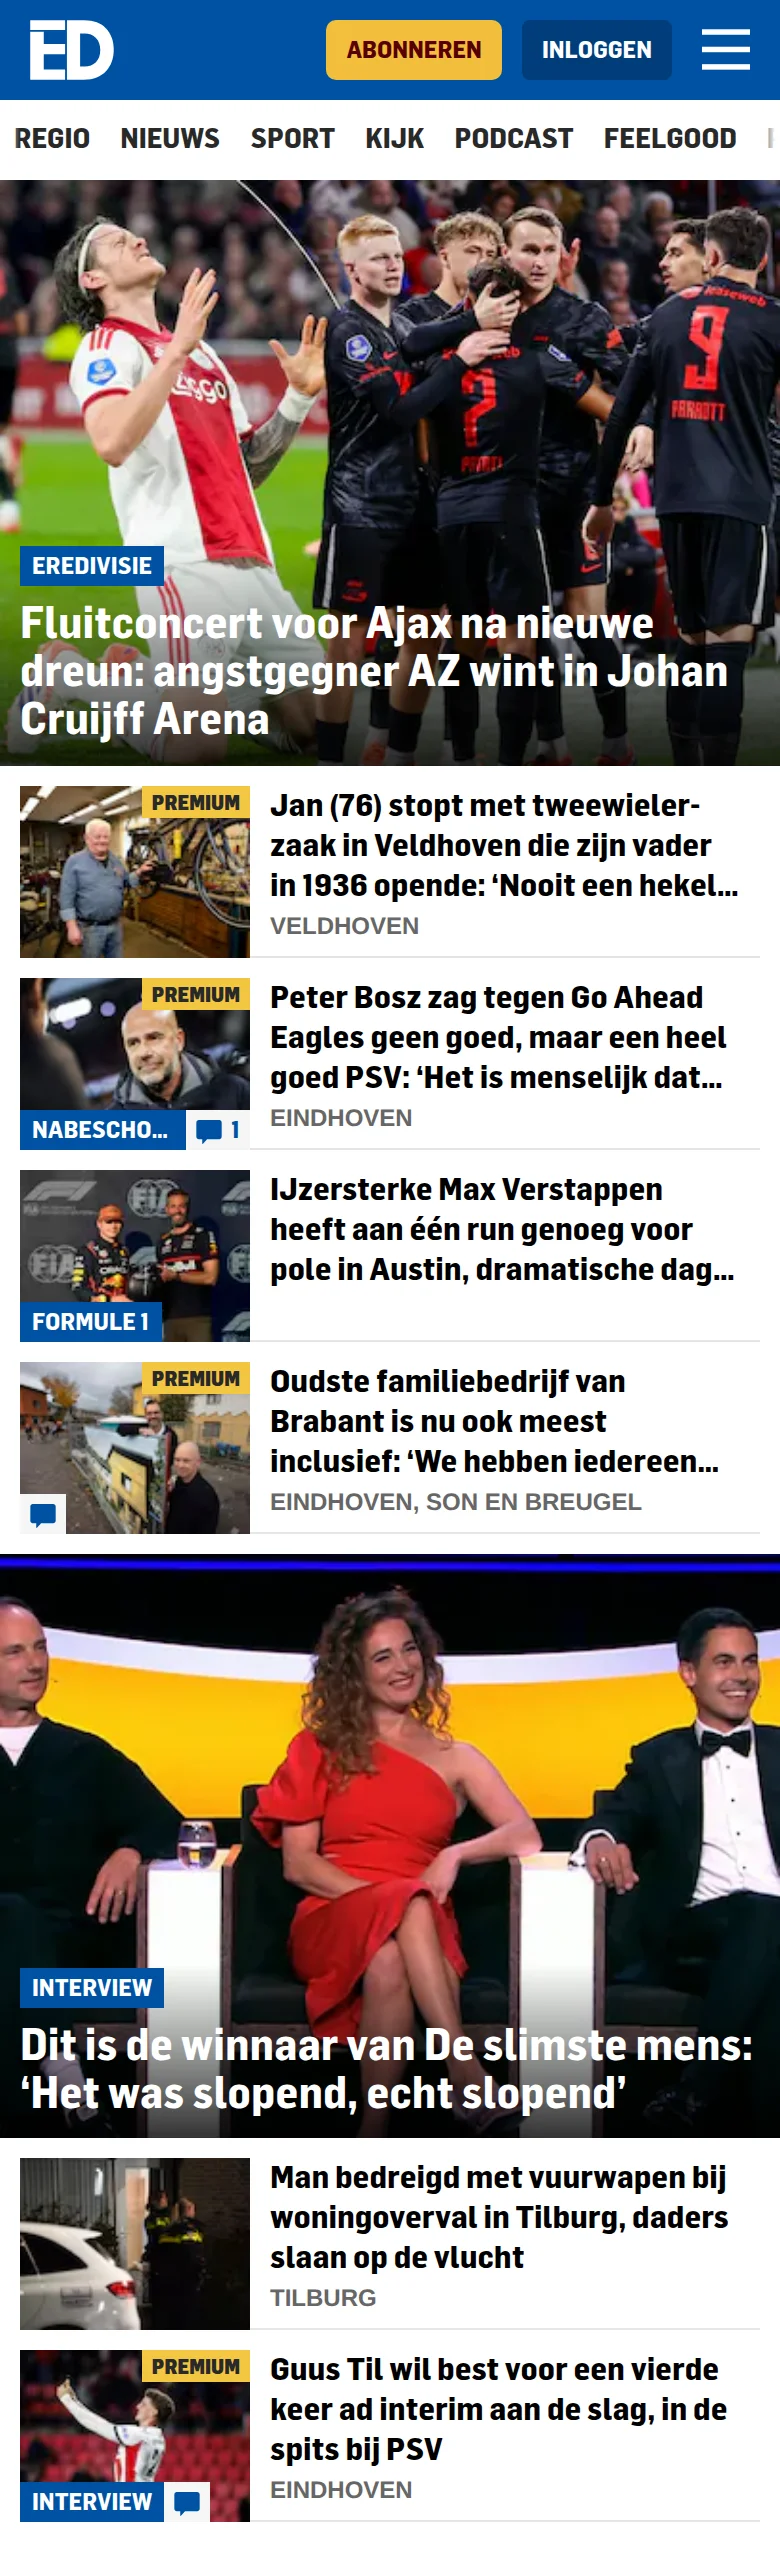 ED
ABONNEREN
INLOGGEN
REGIO NIEUWS SPORT KIJK PODCAST FEELGOOD
9
PARROTT
7
EREDIVISIE
Fluitconcert voor Ajax na nieuwe
dreun: angstgegner AZ wint in Johan
Cruijff Arena
PREMIUM
Jan (76) stopt met tweewieler-
zaak in Veldhoven die zijn vader
in 1936 opende: ‘Nooit een hekel...
VELDHOVEN
PREMIUM
NABESCHO...
1
Peter Bosz zag tegen Go Ahead
Eagles geen goed, maar een heel
goed PSV: ‘Het is menselijk dat...
EINDHOVEN
FORMULE 1
IJzersterke Max Verstappen
heeft aan één run genoeg voor
pole in Austin, dramatische dag...
PREMIUM
Oudste familiebedrijf van
Brabant is nu ook meest
inclusief: ‘We hebben iedereen...
EINDHOVEN, SON EN BREUGEL
INTERVIEW
Dit is de winnaar van De slimste mens:
‘Het was slopend, echt slopend’
Man bedreigd met vuurwapen bij
woningoverval in Tilburg, daders
slaan op de vlucht
TILBURG
PREMIUM
INTERVIEW
Guus Til wil best voor een vierde
keer ad interim aan de slag, in de
spits bij PSV
EINDHOVEN